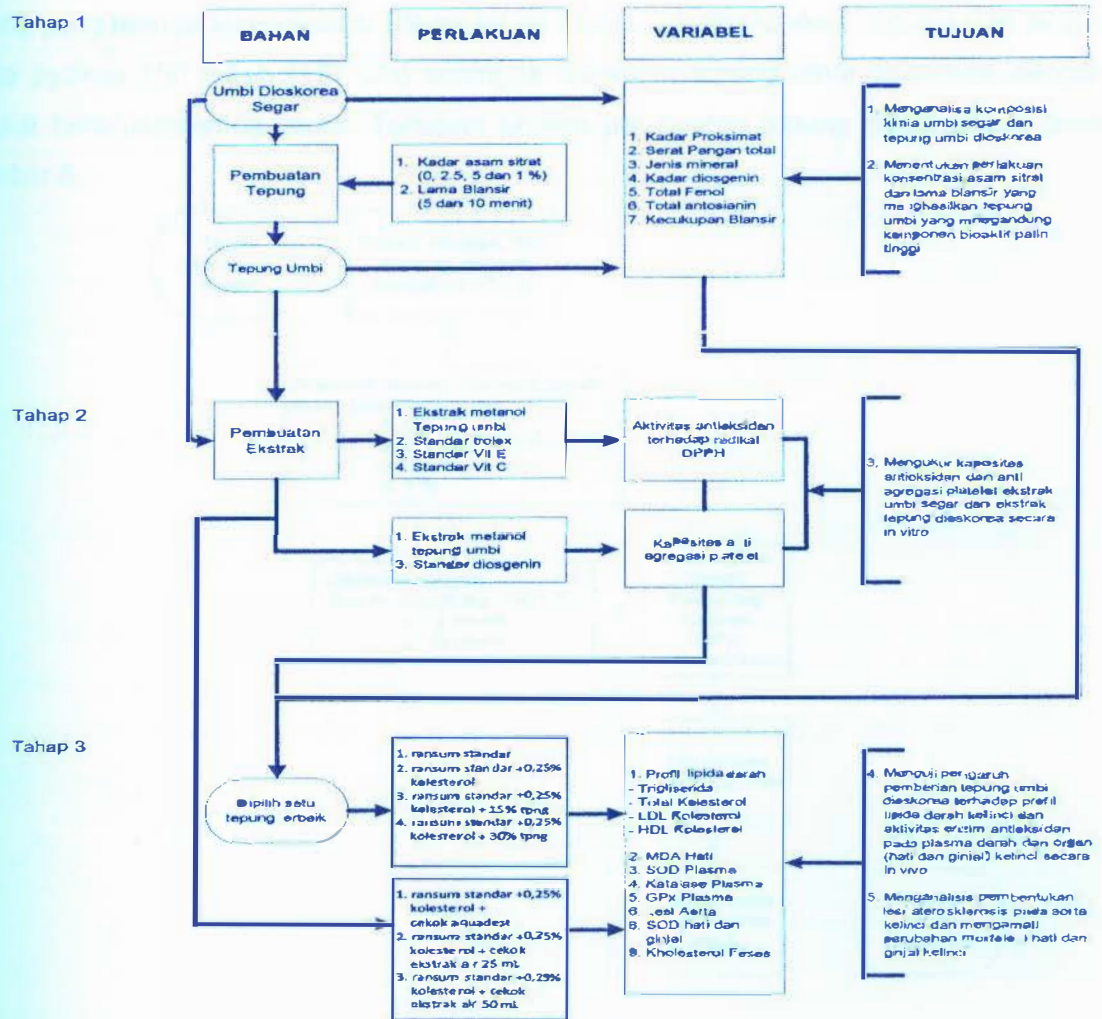 Tahap 1
BAHAN
PERLAKUAN
VARIABEL
TUJUAN
Umbi Dioskorea
Segar
Pembuatan
Tepung
1. Kadar asam sitrat
(0, 2.5, 5 dan 1 %)
2. Lama Blansir
(5 dan 10 menit)
Tepung Umbi
1. Kadar Proksimat
2. Serat Pangan total
3. Jenis mineral
4. Kadar diosgenin
5. Total Fenol
6. Total antosianin
7. Kecukupan Blansir
1. Menganalisa komposisi
klinia umbi segar dan
tepung umbi dioskorea
2. Menentukan perlakuan
konsentrasi asam sitrat
dan lama blansir yang
menghasilkan tepung
umbi yang mnegandung
komponen bioaktif palin
tinggi
Tahap 2
Pembuatan
Ekstrak
1. Ekstrak metanol
Tepung umbi
2. Standar trolex
3. Standar Vit E
4. Standar Vit C
1. Ekstrak metanol
tepung umbi
3. Standar diosgenin
Aktivitas antioksidan
terhadap radikal
DPPH
Kapasitas anti
agregasi platelet
3. Mengukur kapasitas
antioksidan dan anti
agregasi platelet ekstrak
umbi segar dan ekstrak
tepung dioskorea secara
in vitro
Tahap 3
Dipilih satu
tepung terbaik
1. ransum standar
2. ransum standar +0,25%
kolesterol
3. ransum standar +0,25%
kolesterol + 15% tpng
4. ransum standar +0,25%
kolesterol + 30% tpng
1. ransum standar +0,25%
kolesterol +
cekok aquadest
2. ransum standar +0,25%
kolesterol + cekok
ekstrak air 25 mL
3. ransum standar +0,25%
kolesterol + cekok
ekstrak air 50 mL
1. Profil lipida darah
- Trigliserida
- Total Kolesterol
- LDL Kolesterol
- HDL Kolesterol
2. MDA Hati
3. SOD Plasma
4. Katalase Plasma
5. GPx Plasma
6. Lesi Aorta
8. SOD hati dan
ginjal
9. Kholesterol Feses
4. Menguji pengaruh
pemberian tepung umbi
dioskorea terhadap profil
lipida darah kelinci dan
aktivitas enzim antioksidan
pada plasma darah dan organ
(hati dan ginjal) kelinci secara
in vivo
5. Menganalisis pembentukan
lesi aterosklerosis pada aorta
kelinci dan mengamati
perubahan morfologi hati dan
ginjal kelinci